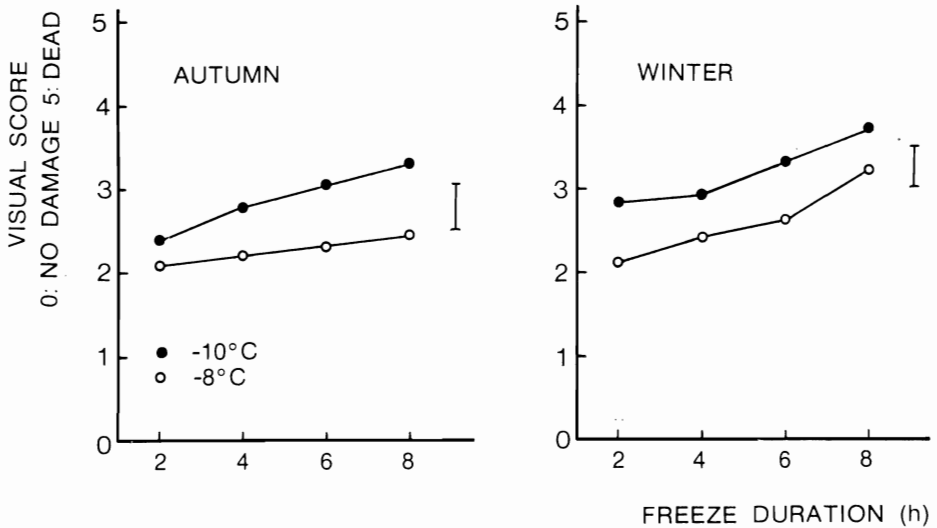 VISUAL SCORE
0: NO DAMAGE 5: DEAD
AUTUMN
5
4
3
2
1
0
-10°C
-8°C
2 4 6 8
WINTER
5
4
3
2
1
0
2 4 6 8
FREEZE DURATION (h)